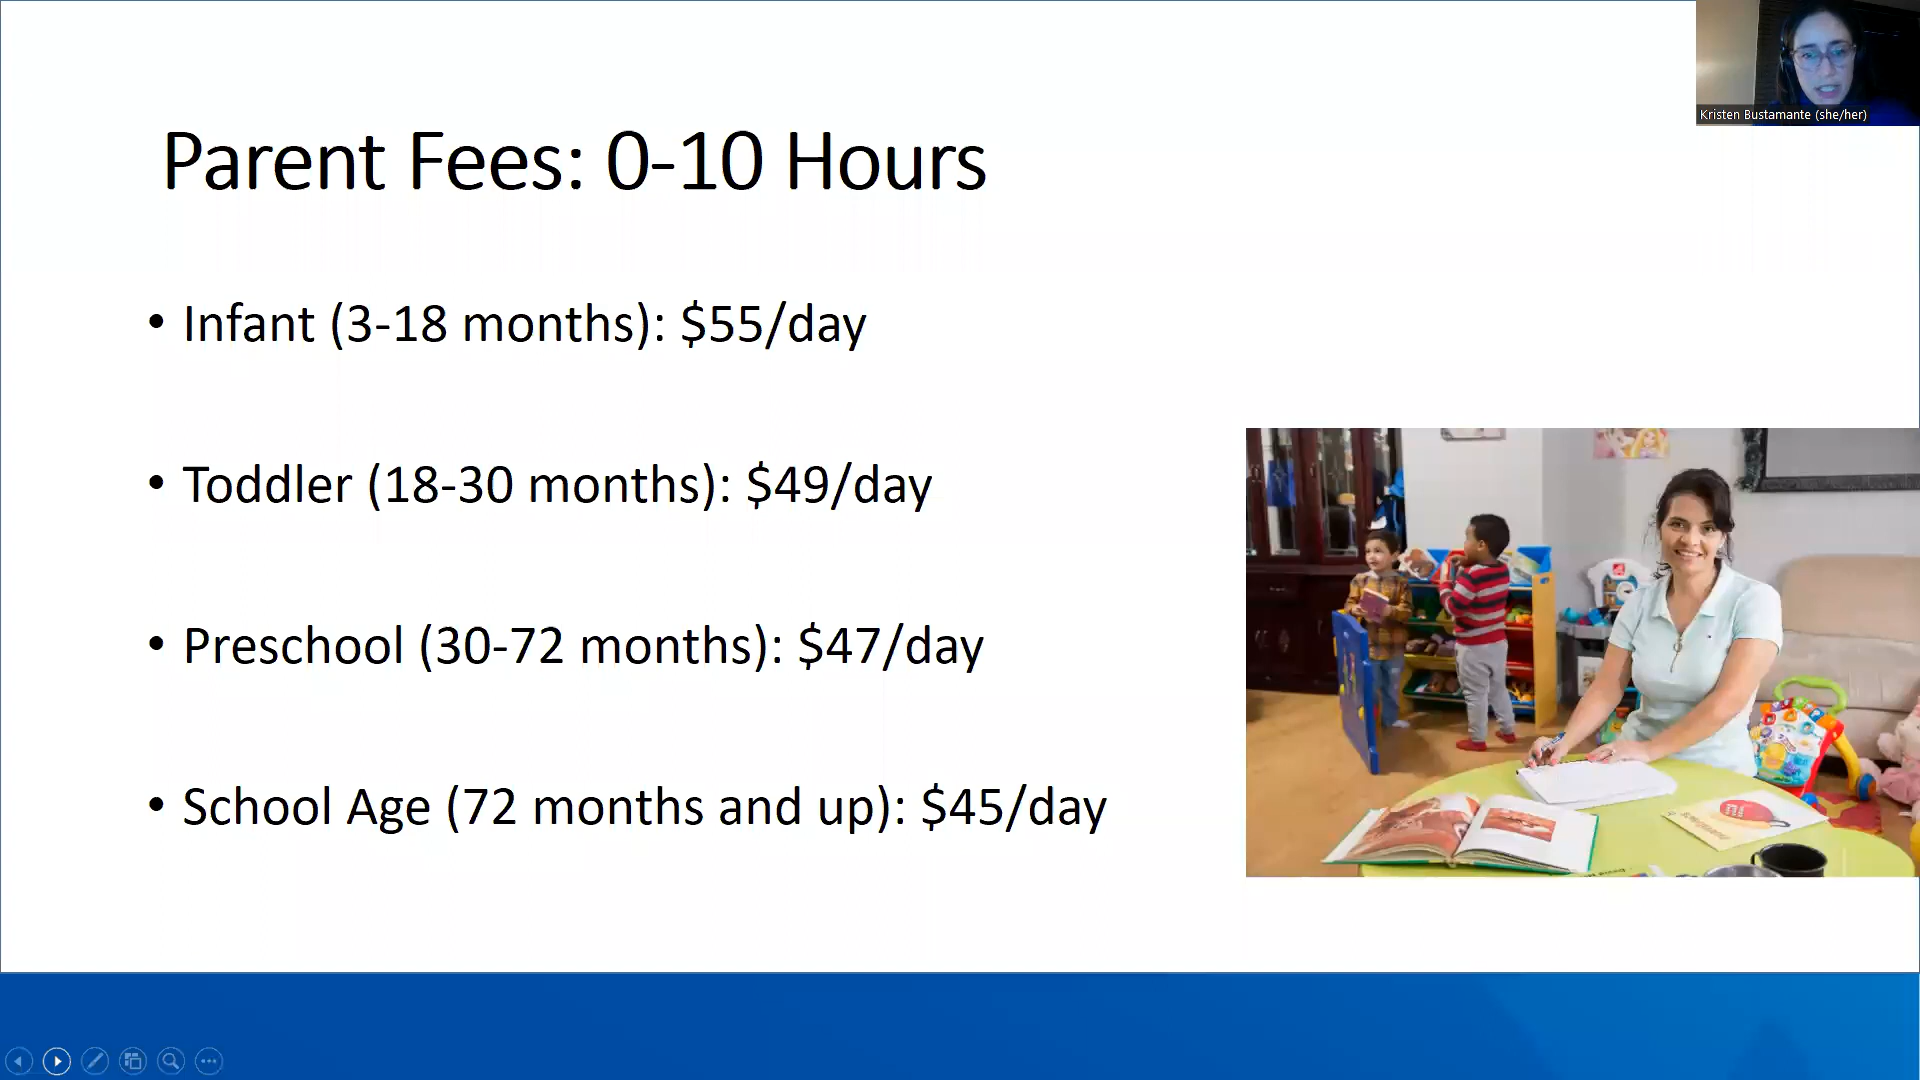 Kristen Bustamante (she/her)
Parent Fees: 0-10 Hours
• Infant (3-18 months): $55/day
• Toddler (18-30 months): $49/day
• Preschool (30-72 months): $47/day
• School Age (72 months and up): $45/day